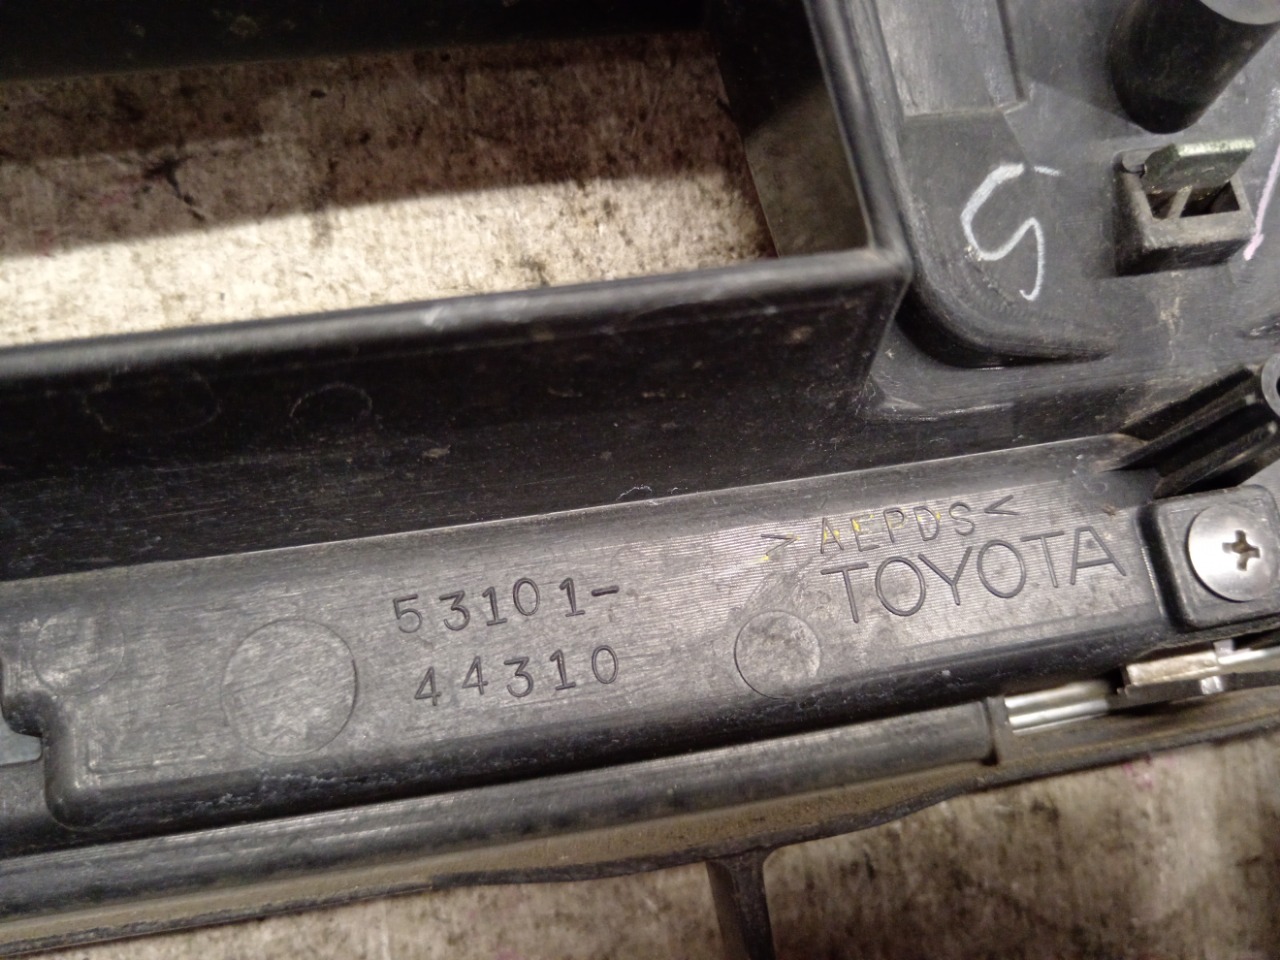 5
>AEPDS<
TOYOTA
53101-
44310